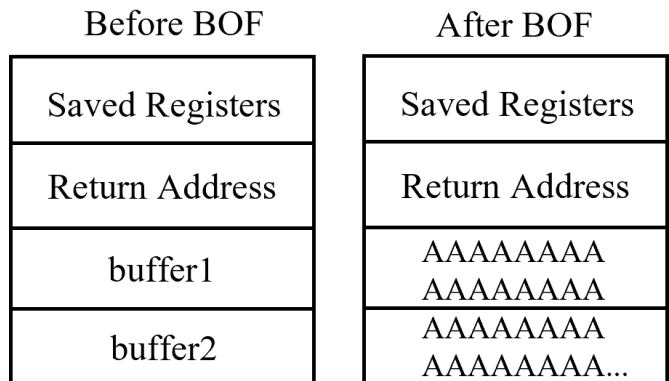 Before BOF
Saved Registers
Return Address
buffer1
buffer2
After BOF
Saved Registers
Return Address
AAAAAAAA
AAAAAAAA
AAAAAAAA
AAAAAAAA...